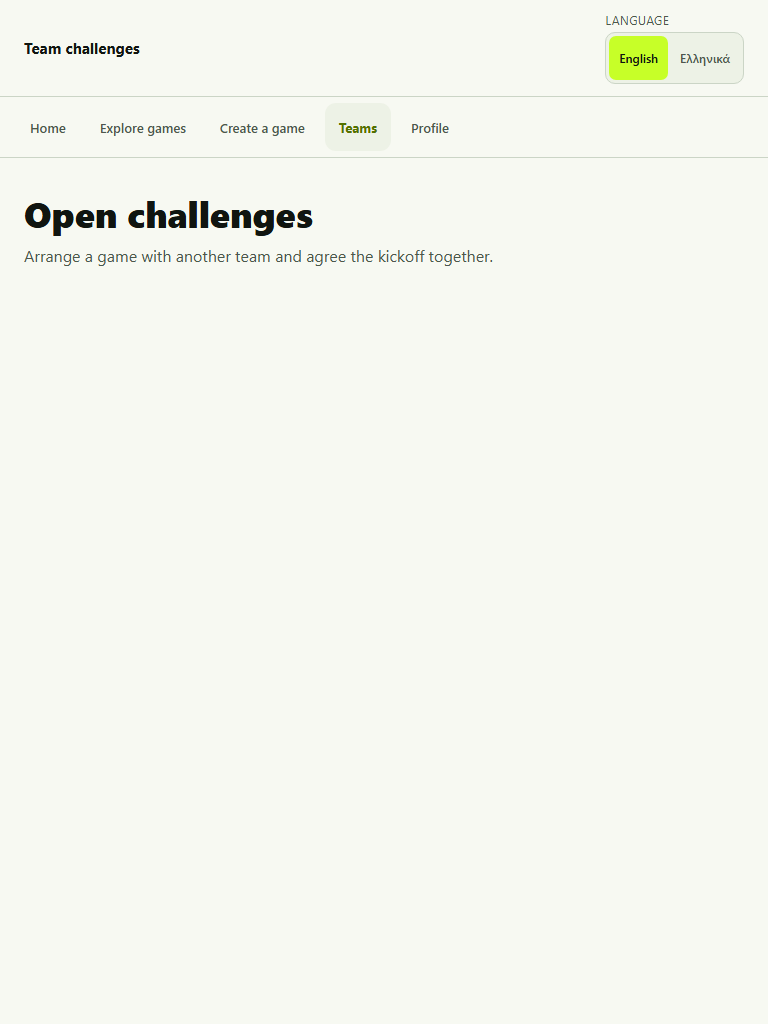 LANGUAGE
Team challenges
English Ελληνικά
Home Explore games Create a game Teams Profile
Open challenges
Arrange a game with another team and agree the kickoff together.